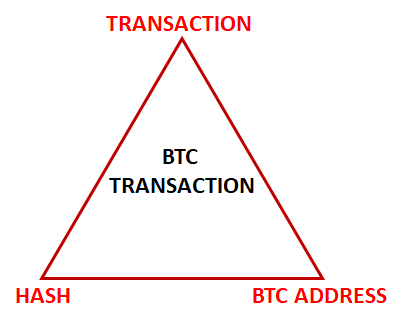 TRANSACTION
BTC
TRANSACTION
HASH
BTC ADDRESS